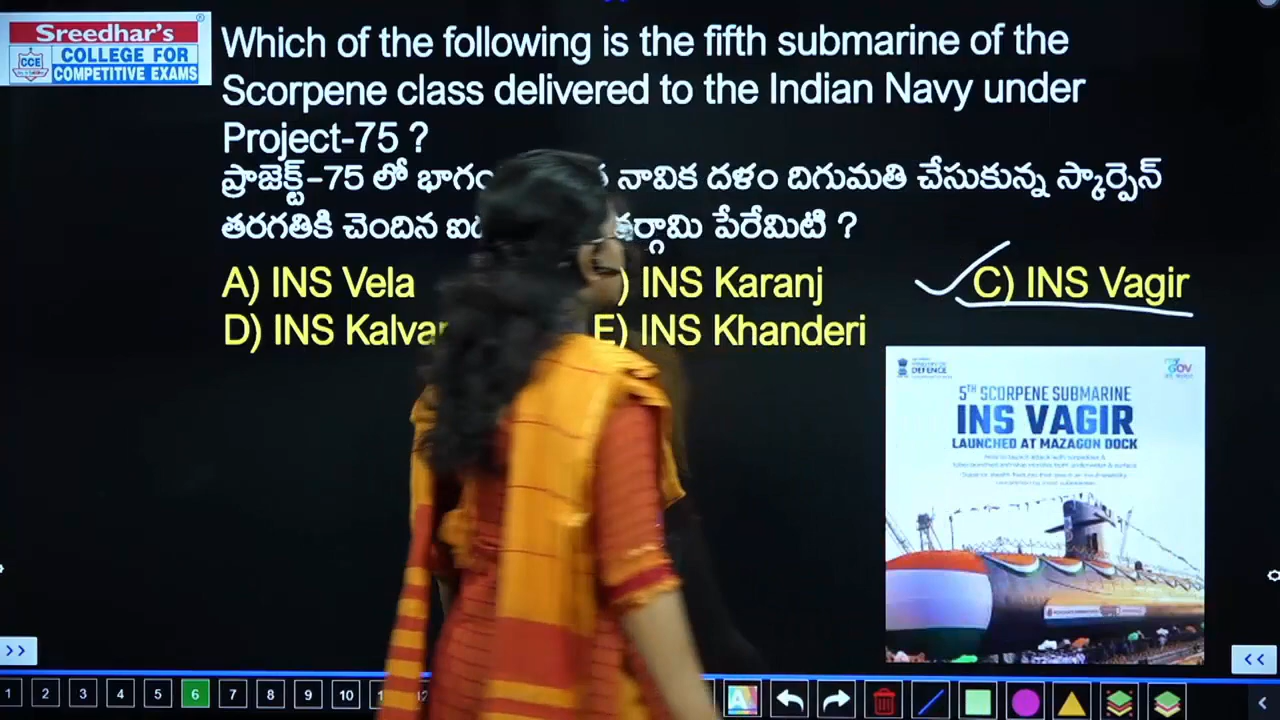 Sreedhar's
CCE
COLLEGE FOR
COMPETITIVE EXAMS
Which of the following is the fifth submarine of the
Scorpene class delivered to the Indian Navy under
Project-75 ?
ప్రాజెక్ట్-75 లో నావిక దళం దిగుమతి చేసుకున్న స్కార్పెన్
తరగతికి చెందిన పేరేమిటి ?
A) INS Vela ) INS Karanj C) INS Vagir
D) INS E) INS Khanderi
DEFENCE
GOV
5TH SCORPENE SUBMARINE
INS VAGIR
LAUNCHED AT MAZAGON DOCK
>> <<
1 2 3 4 5 6 7 8 9 10